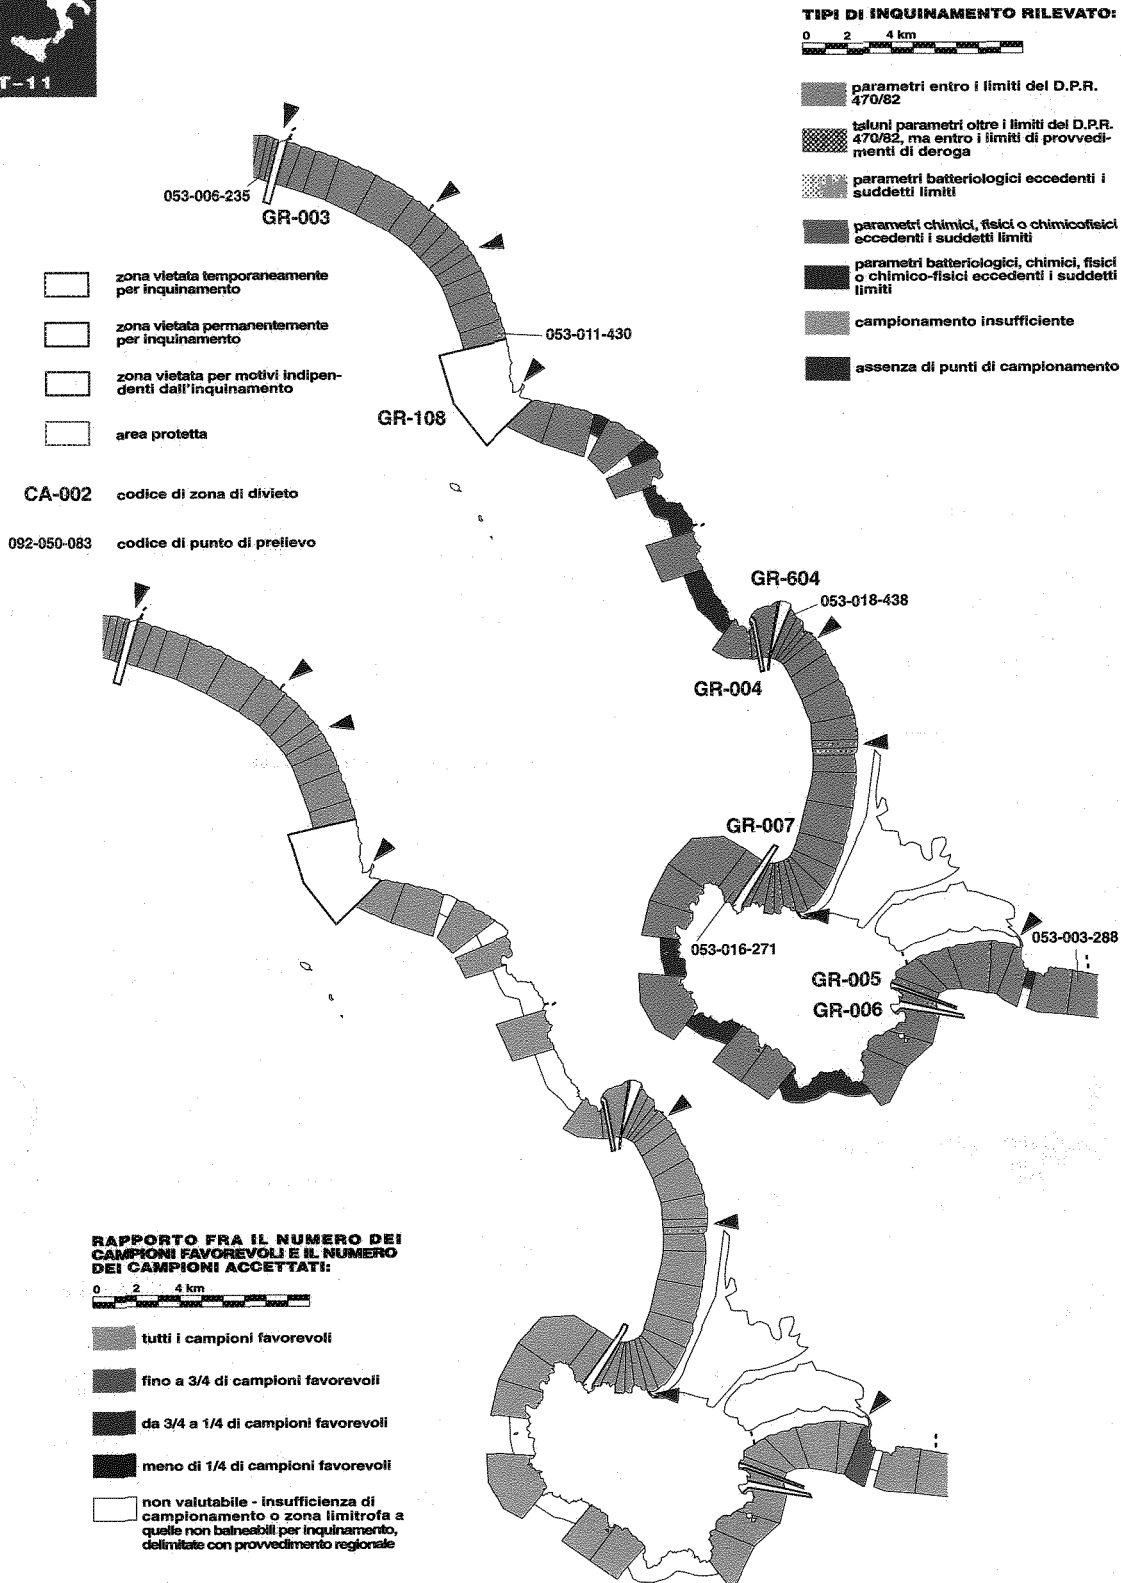 T-11
TIPI DI INQUINAMENTO RILEVATO:
0 2 4 km
parametri entro i limiti del D.P.R.
470/82
taluni parametri oltre i limiti del D.P.R.
470/82, ma entro i limiti di provvedi-
menti di deroga
parametri batteriologici eccedenti i
suddetti limiti
parametri chimici, fisici o chimicofisici
eccedenti i suddetti limiti
parametri batteriologici, chimici, fisici
o chimico-fisici eccedenti i suddetti
limiti
campionamento insufficiente
assenza di punti di campionamento
053-006-235
GR-003
zona vietata temporaneamente
per inquinamento
zona vietata permanentemente
per inquinamento
zona vietata per motivi indipen-
denti dall'inquinamento
area protetta
CA-002 codice di zona di divieto
092-050-083 codice di punto di prelievo
053-011-430
GR-108
GR-604
053-018-438
GR-004
GR-007
053-016-271
053-003-288
GR-005
GR-006
RAPPORTO FRA IL NUMERO DEI
CAMPIONI FAVOREVOLI E IL NUMERO
DEI CAMPIONI ACCETTATI:
0 2 4 km
tutti i campioni favorevoli
fino a 3/4 di campioni favorevoli
da 3/4 a 1/4 di campioni favorevoli
meno di 1/4 di campioni favorevoli
non valutabile - insufficienza di
campionamento o zona limitrofa a
quelle non balneabili per inquinamento,
delimitate con provvedimento regionale